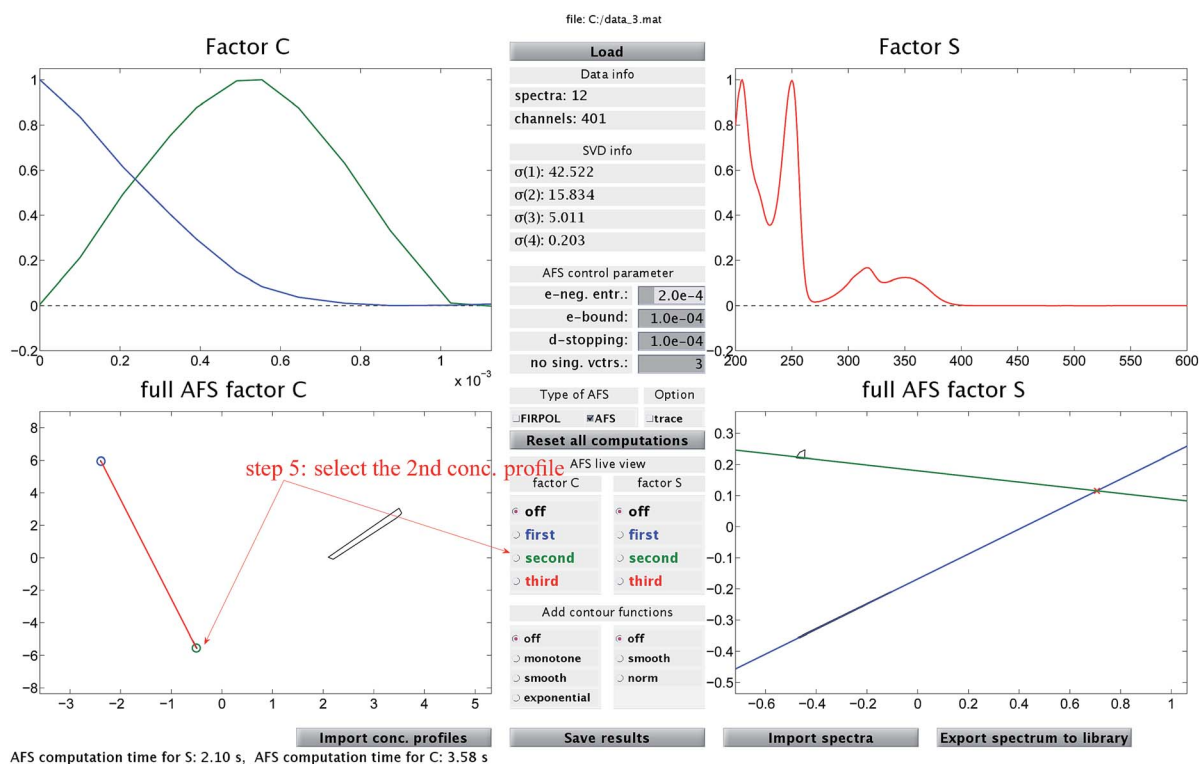 file: C:/data_3.mat
Factor C
1
0.8
0.6
0.4
0.2
0
−0.2
0
0.2
0.4
0.6
0.8
1
x 10⁻³
Load
Data info
spectra: 12
channels: 401
SVD info
σ(1): 42.522
σ(2): 15.834
σ(3): 5.011
σ(4): 0.203
AFS control parameter
e-neg. entr.: 2.0e-4
e-bound: 1.0e-04
d-stopping: 1.0e-04
no sing. vctrs.: 3
Type of AFS Option
FIRPOL AFS trace
Reset all computations
AFS live view
factor C factor S
off off
first first
second second
third third
Add contour functions
off off
monotone smooth
smooth norm
exponential
Factor S
1
0.8
0.6
0.4
0.2
0
−0.2
200 250 300 350 400 450 500 550 600
full AFS factor C
8
6
4
2
0
−2
−4
−6
−8
−3 −2 −1 0 1 2 3 4 5
step 5: select the 2nd conc. profile
full AFS factor S
0.3
0.2
0.1
0
−0.1
−0.2
−0.3
−0.4
−0.5
−0.6 −0.4 −0.2 0 0.2 0.4 0.6 0.8 1
Import conc. profiles
Save results
Import spectra
Export spectrum to library
AFS computation time for S: 2.10 s, AFS computation time for C: 3.58 s